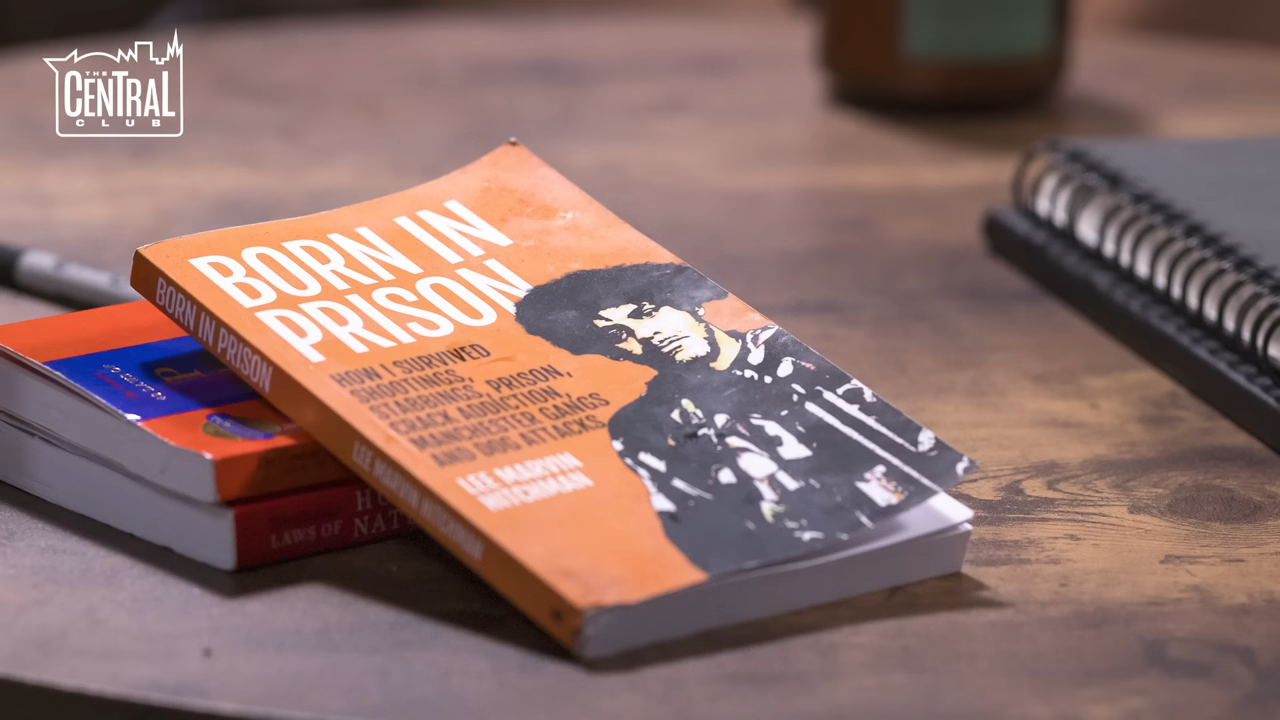 THE
CENTRAL
CLUB
BORN IN
PRISON
HOW I SURVIVED
SHOOTINGS,
STABBINGS, PRISON,
CRACK ADDICTION,
MANCHESTER GANGS
AND DOG ATTACKS
LEE MARVIN
HITCHMAN
BORN IN PRISON
LEE MARVIN HITCHMAN
LAWS OF